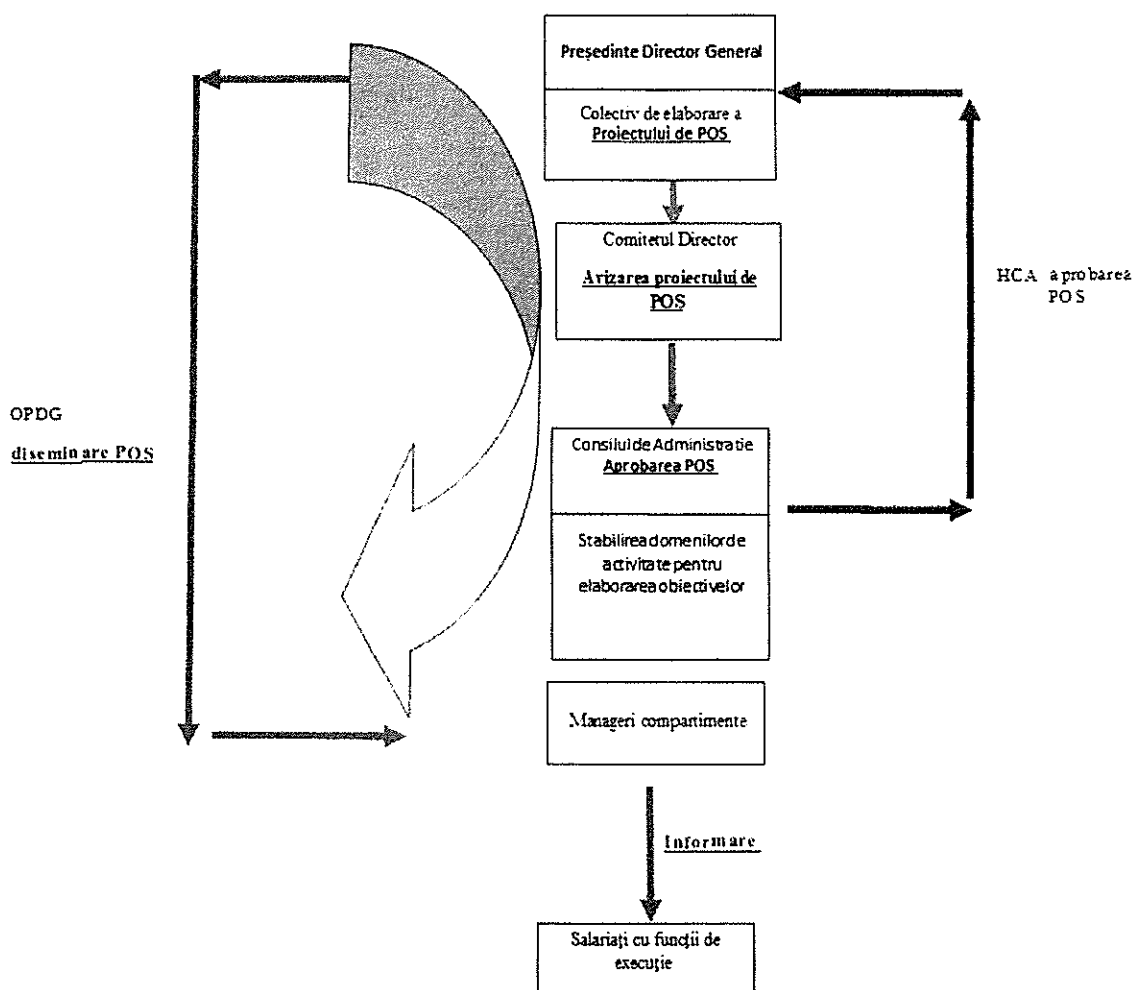 Președinte Director General
Colectiv de elaborare a
Proiectului de POS
Comitetul Director
Avizarea proiectului de
POS
HCA aprobarea
POS
OPDG
diseminare POS
Consiliul de Administratie
Aprobarea POS
Stabilirea domeniilor de
activitate pentru
elaborarea obiectivelor
Manageri compartimente
Informare
Salariați cu funcții de
execuție